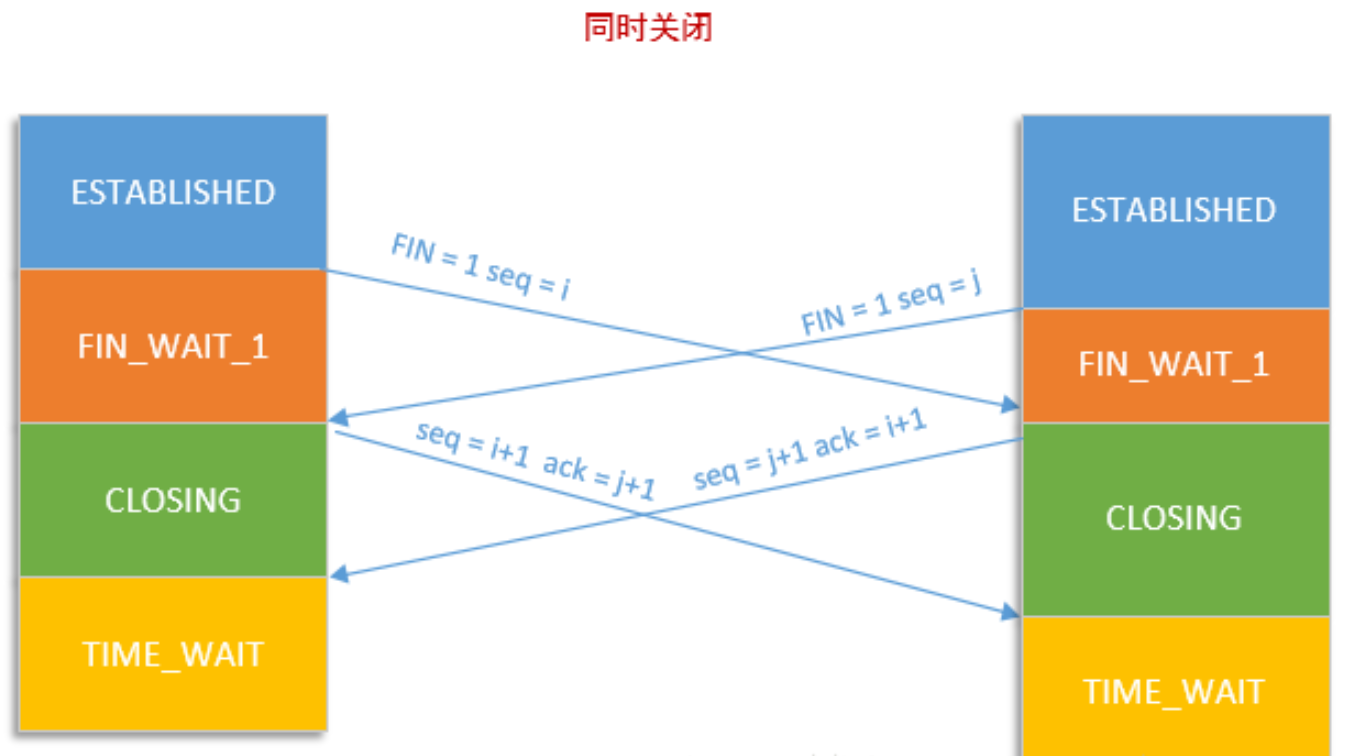 同时关闭
ESTABLISHED
ESTABLISHED
FIN = 1 seq = i
FIN = 1 seq = j
FIN_WAIT_1
FIN_WAIT_1
seq = i+1 ack = j+1
seq = j+1 ack = i+1
CLOSING
CLOSING
TIME_WAIT
TIME_WAIT